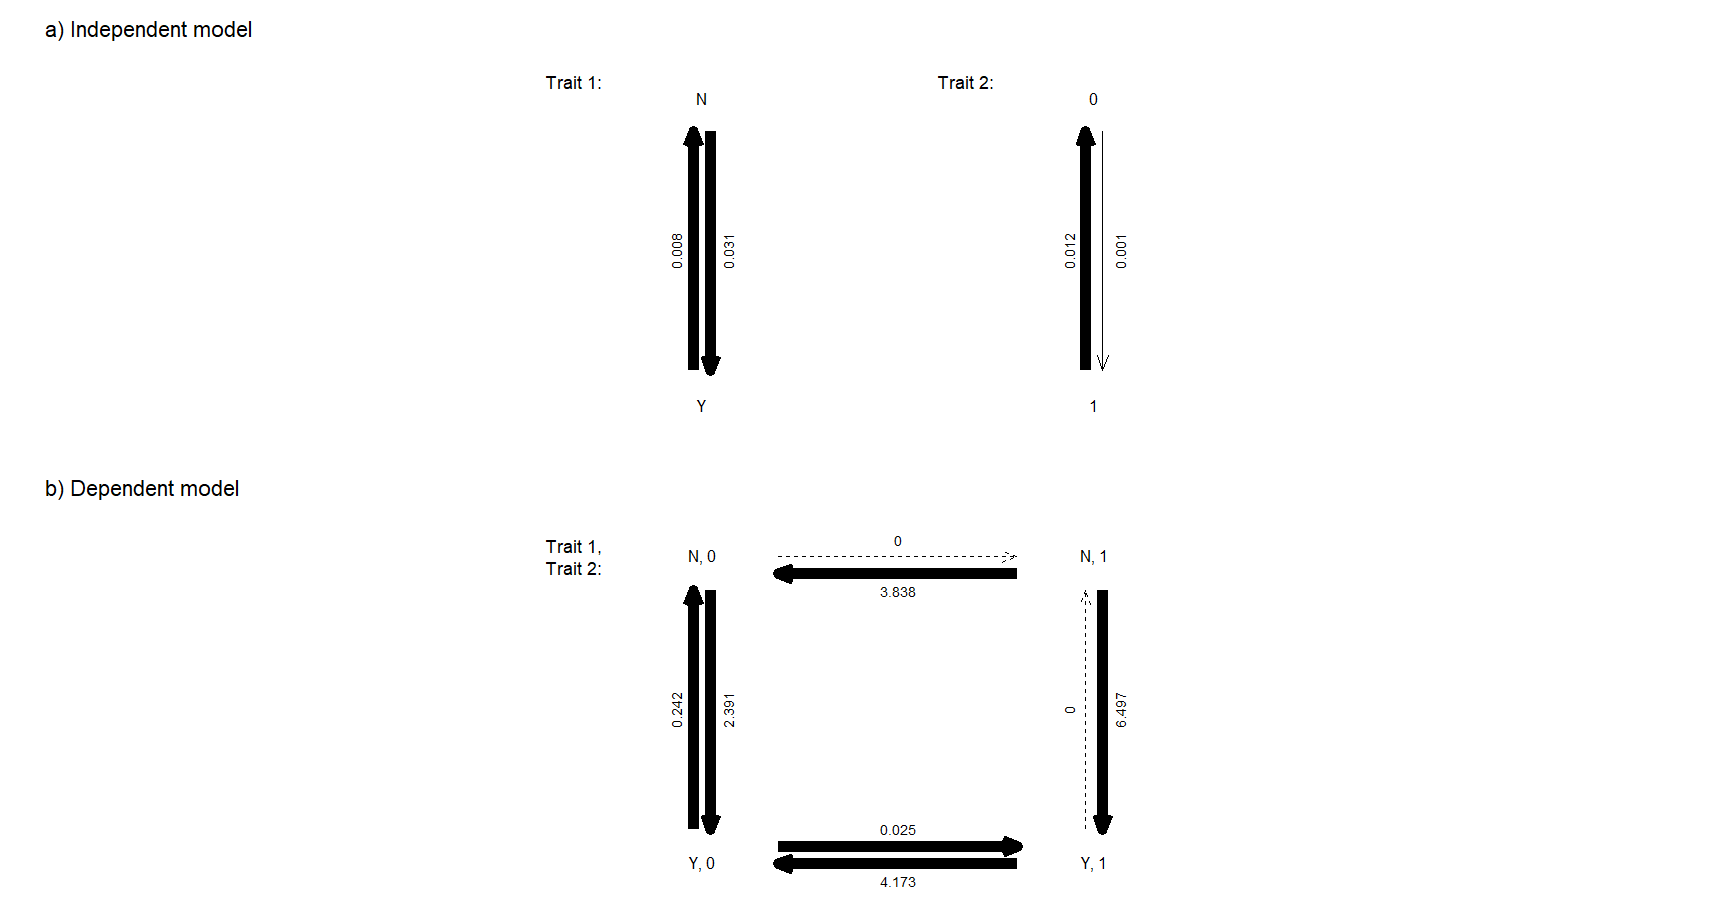 a) Independent model
Trait 1:
Trait 2:
N
0
0.008
0.031
0.012
0.001
Y
1
b) Dependent model
Trait 1,
Trait 2:
N, 0
0
N, 1
3.838
0.242
2.391
0
6.497
0.025
Y, 0
Y, 1
4.173